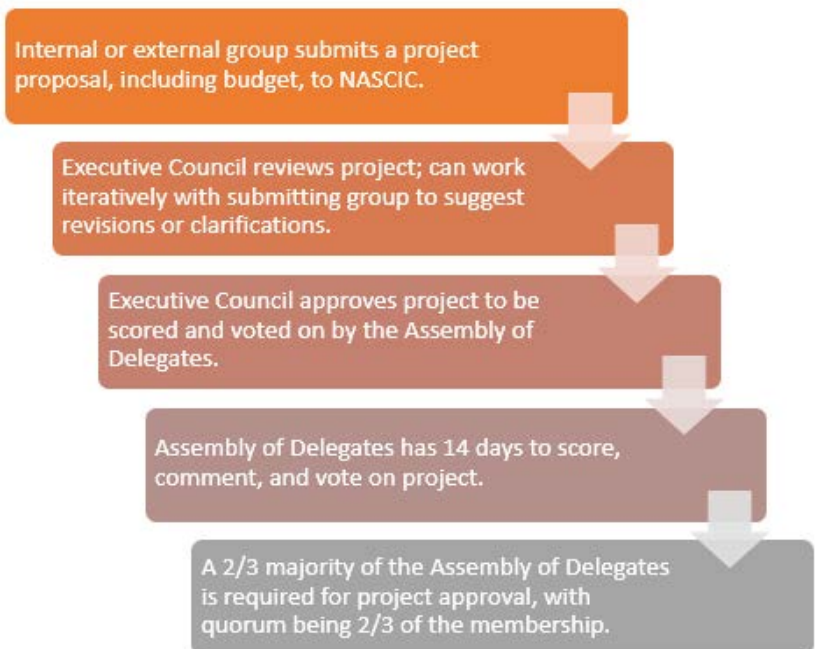 Internal or external group submits a project
proposal, including budget, to NASCIC.
Executive Council reviews project; can work
iteratively with submitting group to suggest
revisions or clarifications.
Executive Council approves project to be
scored and voted on by the Assembly of
Delegates.
Assembly of Delegates has 14 days to score,
comment, and vote on project.
A 2/3 majority of the Assembly of Delegates
is required for project approval, with
quorum being 2/3 of the membership.